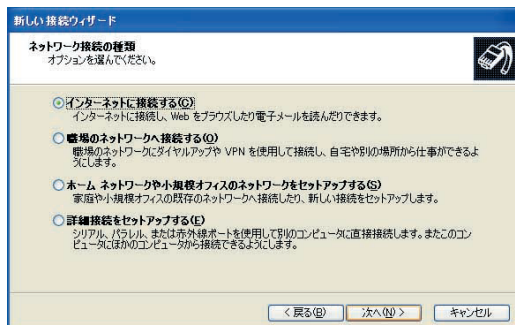 新しい接続ウィザード
ネットワーク接続の種類
オプションを選んでください。
インターネットに接続する(C)
インターネットに接続し、Web をブラウズしたり電子メールを読んだりできます。
職場のネットワークへ接続する(O)
職場のネットワークにダイヤルアップや VPN を使用して接続し、自宅や別の場所から仕事ができるよ
うにします。
ホーム ネットワークや小規模オフィスのネットワークをセットアップする(S)
家庭や小規模オフィスの既存のネットワークへ接続したり、新しい接続をセットアップします。
詳細接続をセットアップする(E)
シリアル、パラレル、または赤外線ポートを使用して別のコンピュータに直接接続します。またこのコン
ピュータにほかのコンピュータから接続できるようにします。
< 戻る(B) 次へ(N) > キャンセル